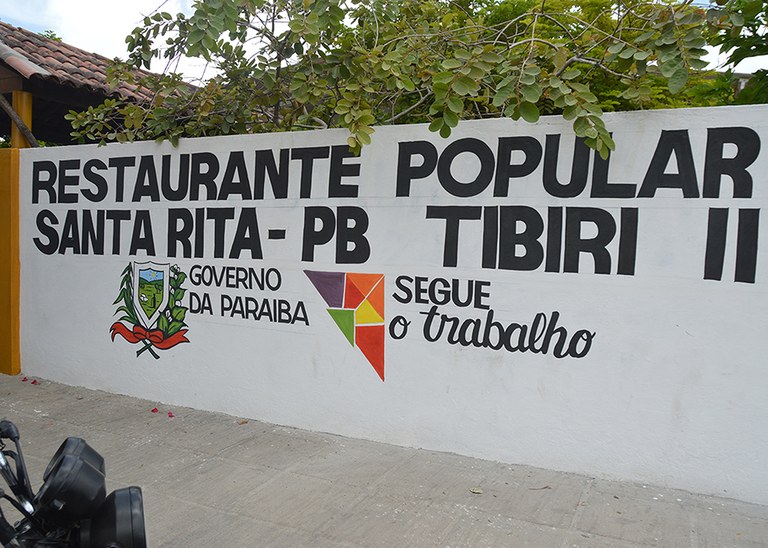 RESTAURANTE POPULAR
SANTA RITA - PB TIBIRI II
GOVERNO
DA PARAIBA
SEGUE
o trabalho